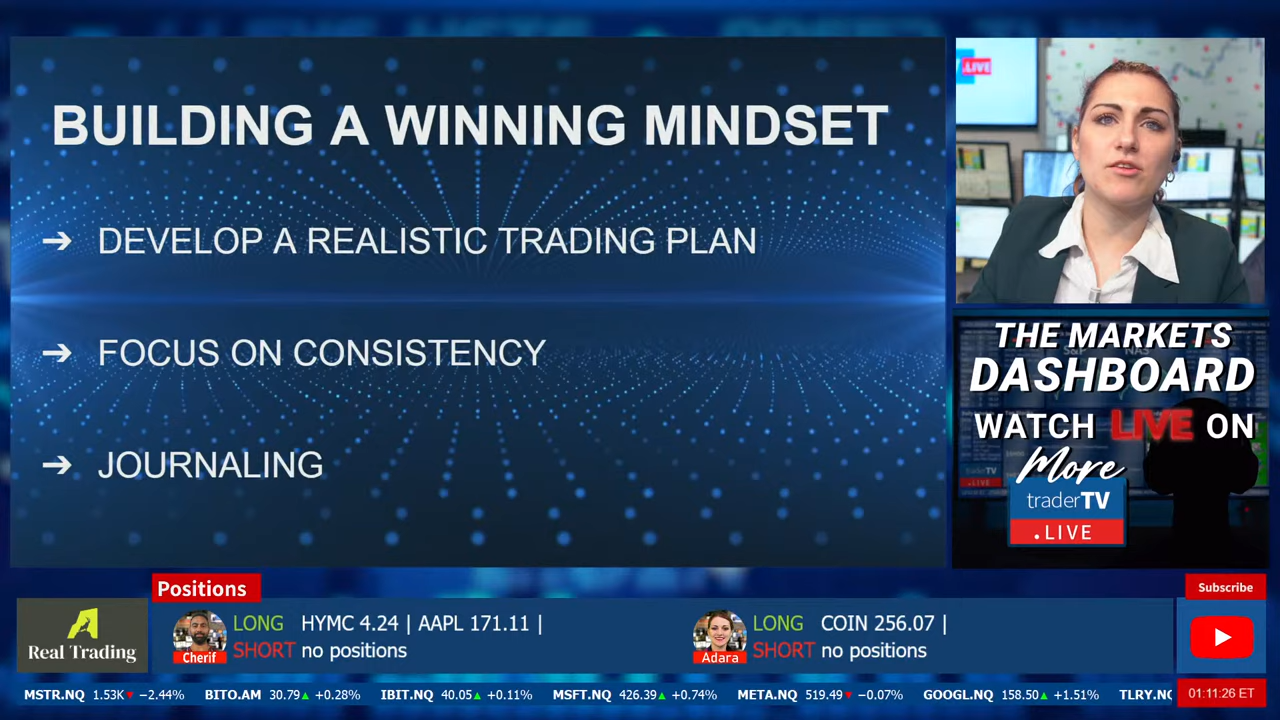 BUILDING A WINNING MINDSET
➔ DEVELOP A REALISTIC TRADING PLAN
➔ FOCUS ON CONSISTENCY
➔ JOURNALING
.LIVE
THE MARKETS
DASHBOARD
WATCH LIVE ON
More
traderTV
.LIVE
Positions
Subscribe
Real Trading
Cherif
LONG HYMC 4.24 | AAPL 171.11 |
SHORT no positions
Adara
LONG COIN 256.07 |
SHORT no positions
MSTR.NQ 1.53K▼ −2.44% BITO.AM 30.79▲ +0.28% IBIT.NQ 40.05▲ +0.11% MSFT.NQ 426.39▲ +0.74% META.NQ 519.49▼ −0.07% GOOGL.NQ 158.50▲ +1.51% TLRY.NQ
01:11:26 ET